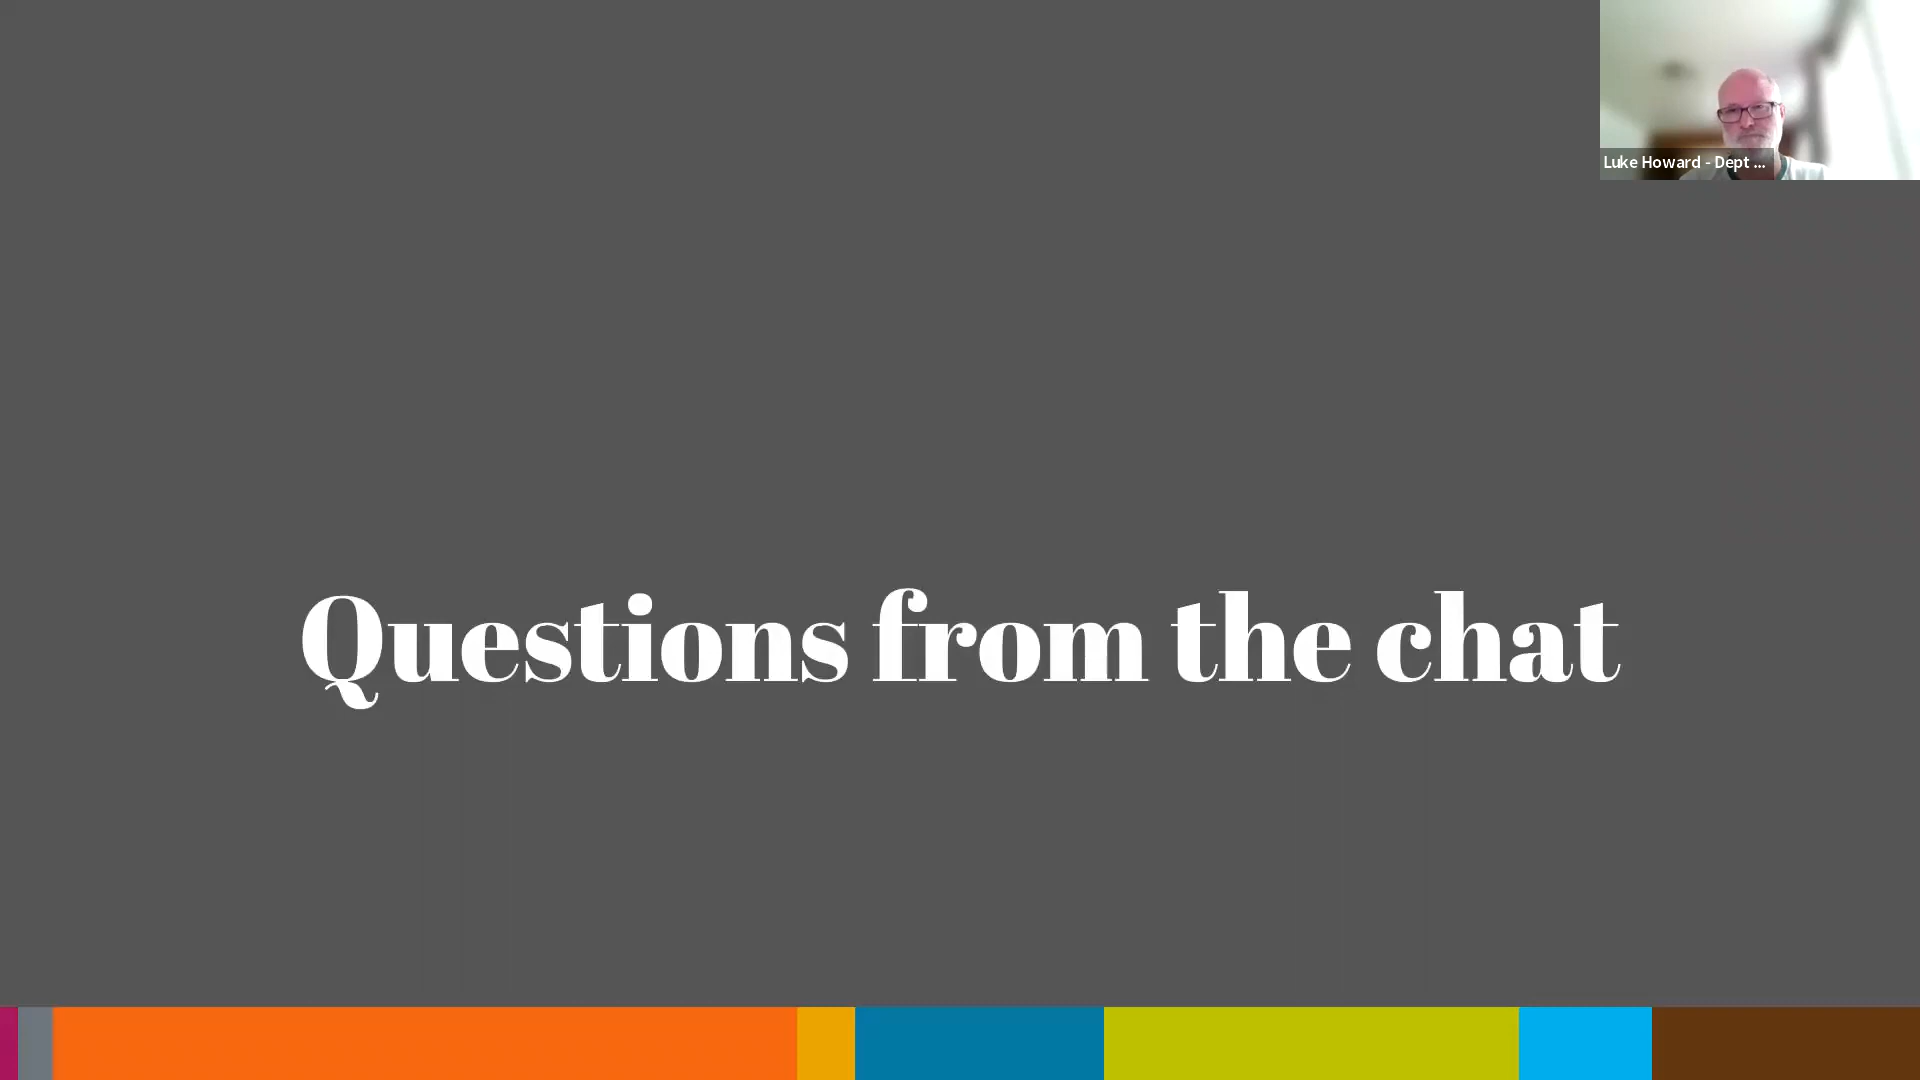 Luke Howard - Dept ...
Questions from the chat